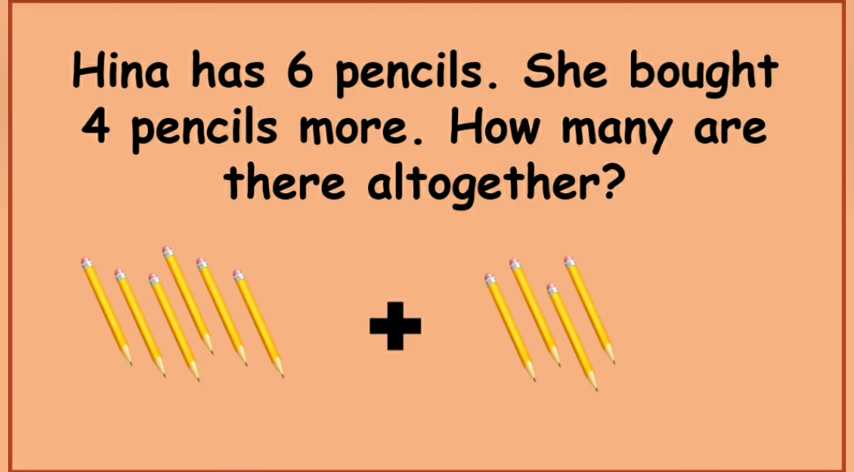 Hina has 6 pencils. She bought
4 pencils more. How many are
there altogether?
+